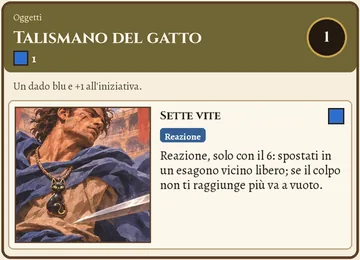 Oggetti
Talismano del gatto
1
1
Un dado blu e +1 all'iniziativa.
Sette vite
Reazione
Reazione, solo con il 6: spostati in
un esagono vicino libero; se il colpo
non ti raggiunge più va a vuoto.